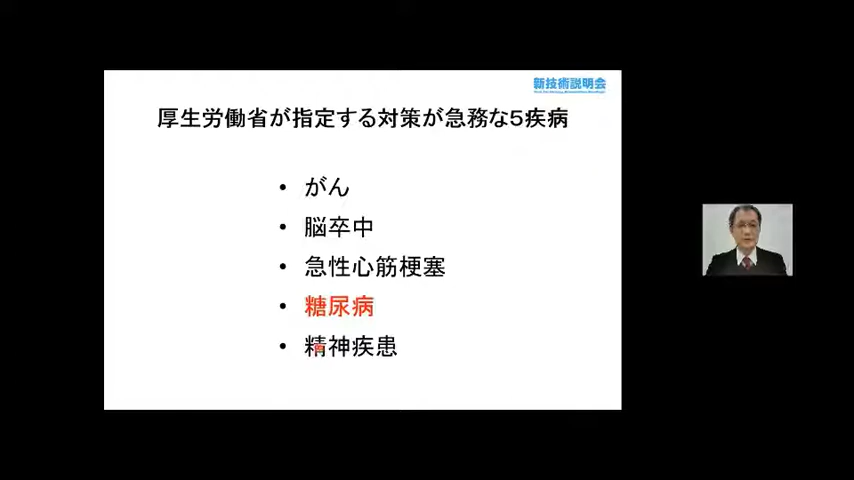 新技術説明会
厚生労働省が指定する対策が急務な5疾病
• がん
• 脳卒中
• 急性心筋梗塞
• 糖尿病
• 精神疾患